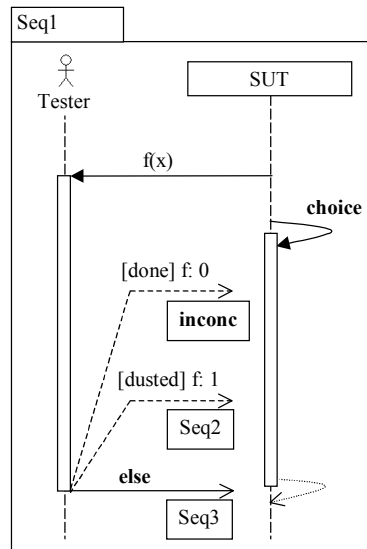 Seq1
Tester
SUT
f(x)
choice
[done] f: 0
inconc
[dusted] f: 1
Seq2
else
Seq3